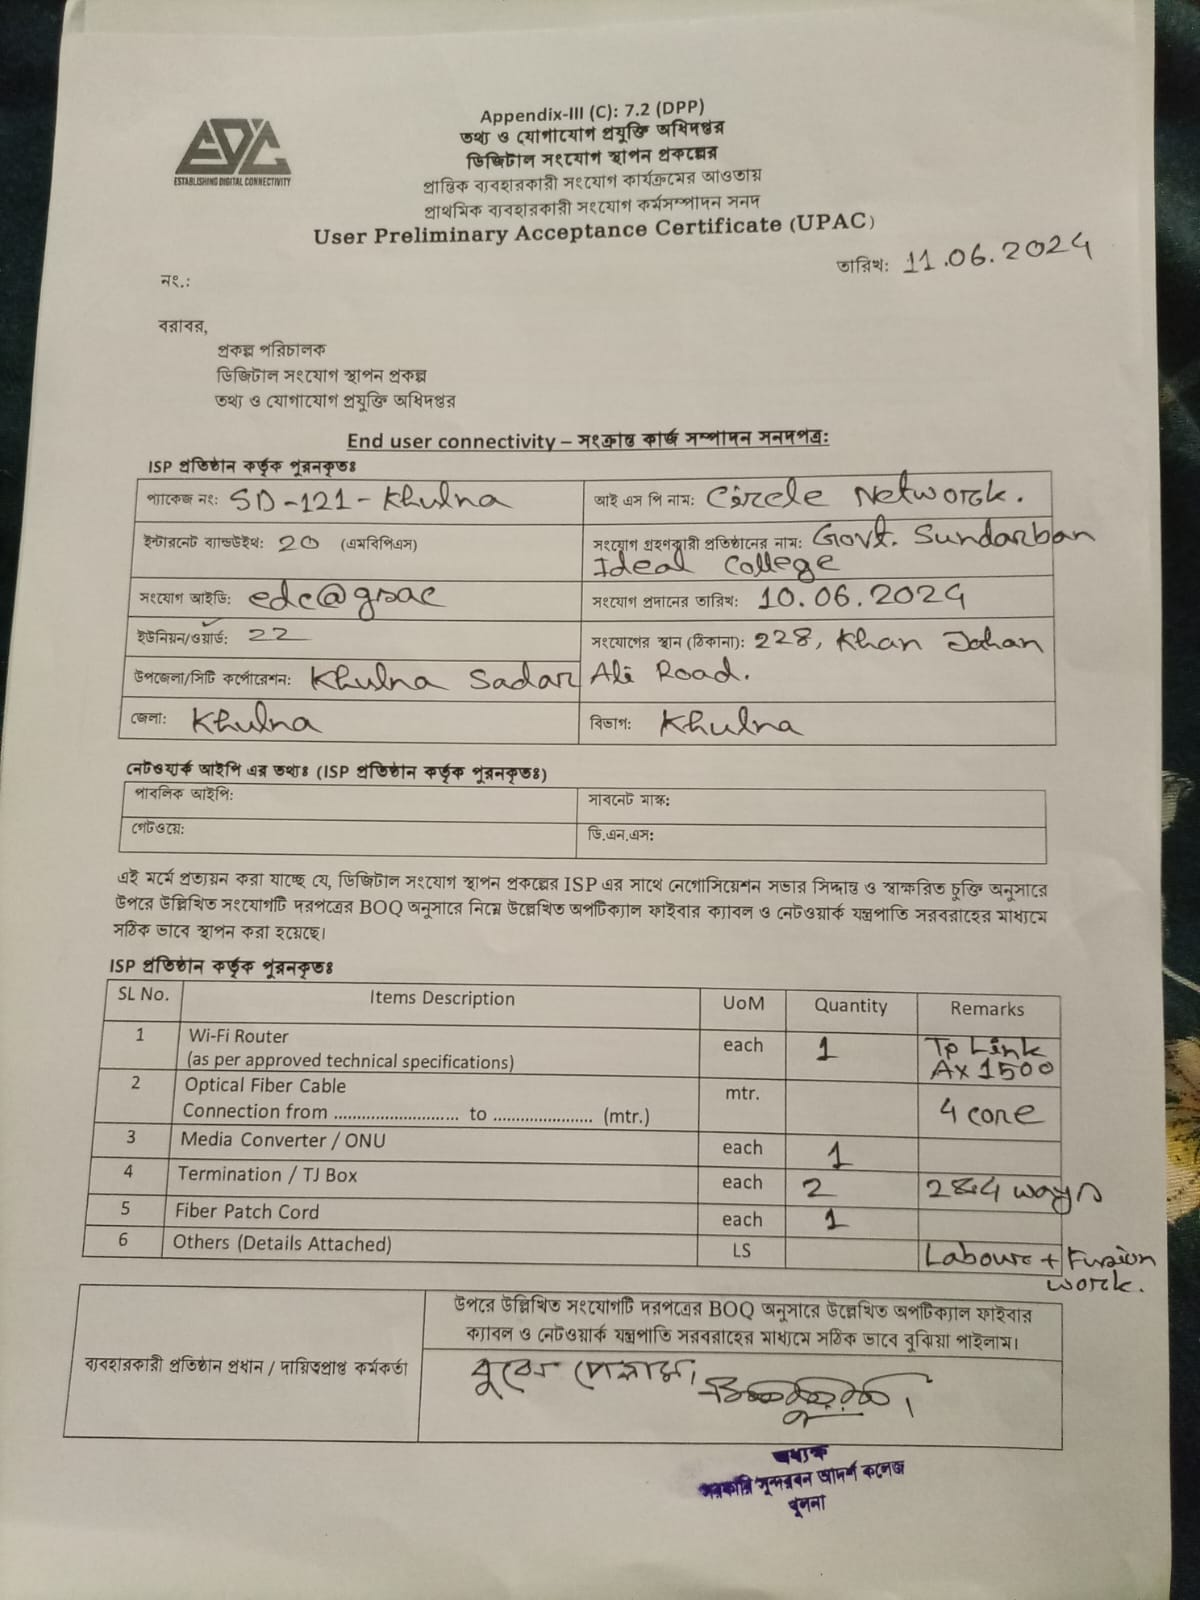 EDC
ESTABLISHING DIGITAL CONNECTIVITY
Appendix-III (C): 7.2 (DPP)
তথ্য ও যোগাযোগ প্রযুক্তি অধিদপ্তর
ডিজিটাল সংযোগ স্থাপন প্রকল্পের
প্রান্তিক ব্যবহারকারী সংযোগ কার্যক্রমের আওতায়
প্রাথমিক ব্যবহারকারী সংযোগ কর্মসম্পাদন সনদ
User Preliminary Acceptance Certificate (UPAC)
তারিখ: 11.06.2024
নং.:
বরাবর,
প্রকল্প পরিচালক
ডিজিটাল সংযোগ স্থাপন প্রকল্প
তথ্য ও যোগাযোগ প্রযুক্তি অধিদপ্তর
End user connectivity – সংক্রান্ত কার্জ সম্পাদন সনদপত্র:
ISP প্রতিষ্ঠান কর্তৃক পূরনকৃতঃ
প্যাকেজ নং: SD-121-Khulna
আই এস পি নাম: Circle Network.
ইন্টারনেট ব্যান্ডউইথ: 20 (এমবিপিএস)
সংযোগ গ্রহণকারী প্রতিষ্ঠানের নাম: Govt. Sundarban
Ideal College
সংযোগ আইডি: edc@gsac
সংযোগ প্রদানের তারিখ: 10.06.2024
ইউনিয়ন/ওয়ার্ড: 22
সংযোগের স্থান (ঠিকানা): 228, Khan Jahan
Ali Road.
উপজেলা/সিটি কর্পোরেশন: Khulna Sadar
জেলা: Khulna
বিভাগ: Khulna
নেটওয়ার্ক আইপি এর তথ্যঃ (ISP প্রতিষ্ঠান কর্তৃক পূরনকৃতঃ)
পাবলিক আইপি:
সাবনেট মাস্ক:
গেটওয়ে:
ডি.এন.এস:
এই মর্মে প্রত্যয়ন করা যাচ্ছে যে, ডিজিটাল সংযোগ স্থাপন প্রকল্পের ISP এর সাথে নেগোসিয়েশন সভার সিদ্দান্ত ও স্বাক্ষরিত চুক্তি অনুসারে
উপরে উল্লিখিত সংযোগটি দরপত্রের BOQ অনুসারে নিম্নে উল্লেখিত অপটিক্যাল ফাইবার ক্যাবল ও নেটওয়ার্ক যন্ত্রপাতি সরবরাহের মাধ্যমে
সঠিক ভাবে স্থাপন করা হয়েছে।
ISP প্রতিষ্ঠান কর্তৃক পূরনকৃতঃ
SL No. Items Description UoM Quantity Remarks
1 Wi-Fi Router
(as per approved technical specifications) each 1 Tp Link
Ax 1500
2 Optical Fiber Cable
Connection from ........................... to ...................... (mtr.) mtr. 4 core
3 Media Converter / ONU each 1
4 Termination / TJ Box each 2 2&4 ways
5 Fiber Patch Cord each 1
6 Others (Details Attached) LS Labour + Fusion
work.
উপরে উল্লিখিত সংযোগটি দরপত্রের BOQ অনুসারে উল্লেখিত অপটিক্যাল ফাইবার
ক্যাবল ও নেটওয়ার্ক যন্ত্রপাতি সরবরাহের মাধ্যমে সঠিক ভাবে বুঝিয়া পাইলাম।
ব্যবহারকারী প্রতিষ্ঠান প্রধান / দায়িত্বপ্রাপ্ত কর্মকর্তা
বুঝে পেলাম।
অধ্যক্ষ
সরকারি সুন্দরবন আদর্শ কলেজ
খুলনা